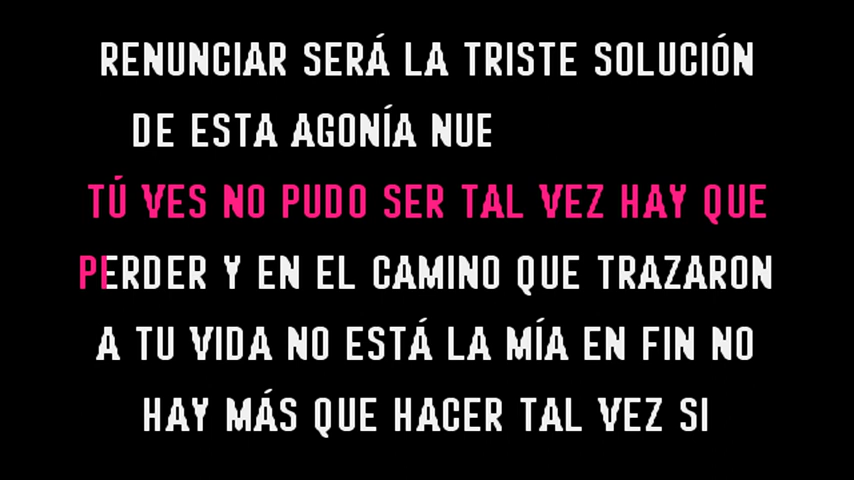 RENUNCIAR SERÁ LA TRISTE SOLUCIÓN
DE ESTA AGONÍA NUE
TÚ VES NO PUDO SER TAL VEZ HAY QUE
PERDER Y EN EL CAMINO QUE TRAZARON
A TU VIDA NO ESTÁ LA MÍA EN FIN NO
HAY MÁS QUE HACER TAL VEZ SI